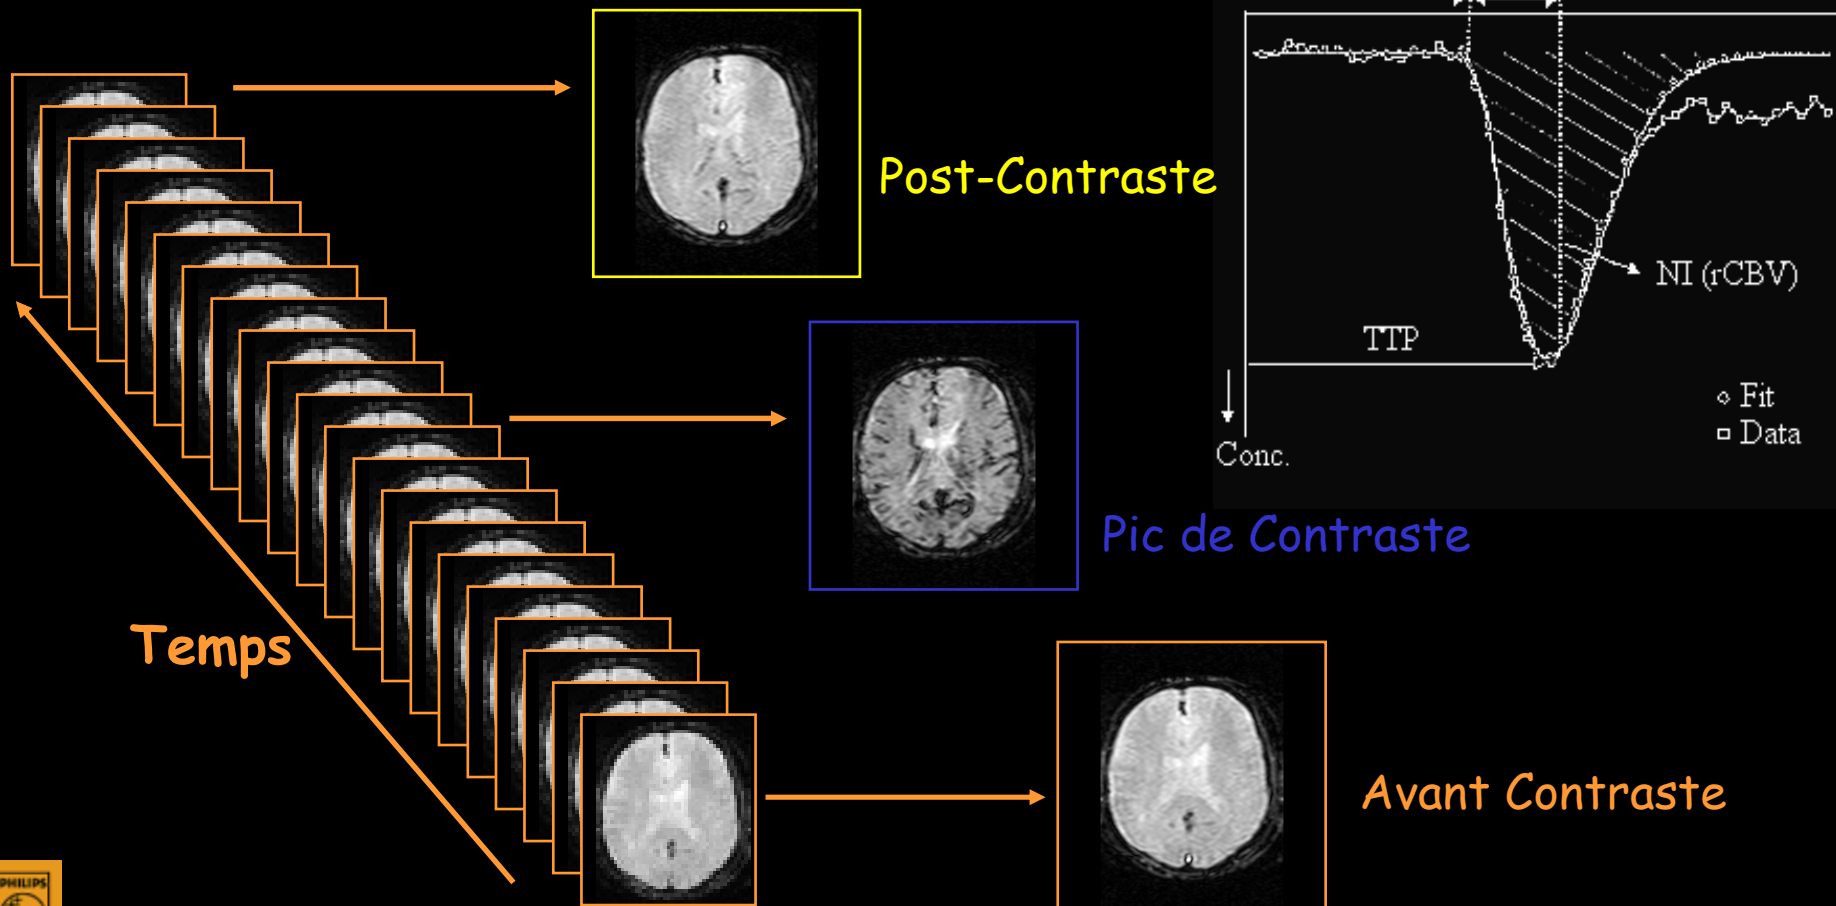 Post-Contraste
NI (rCBV)
TTP
Fit
Data
Conc.
Pic de Contraste
Temps
Avant Contraste
PHILIPS